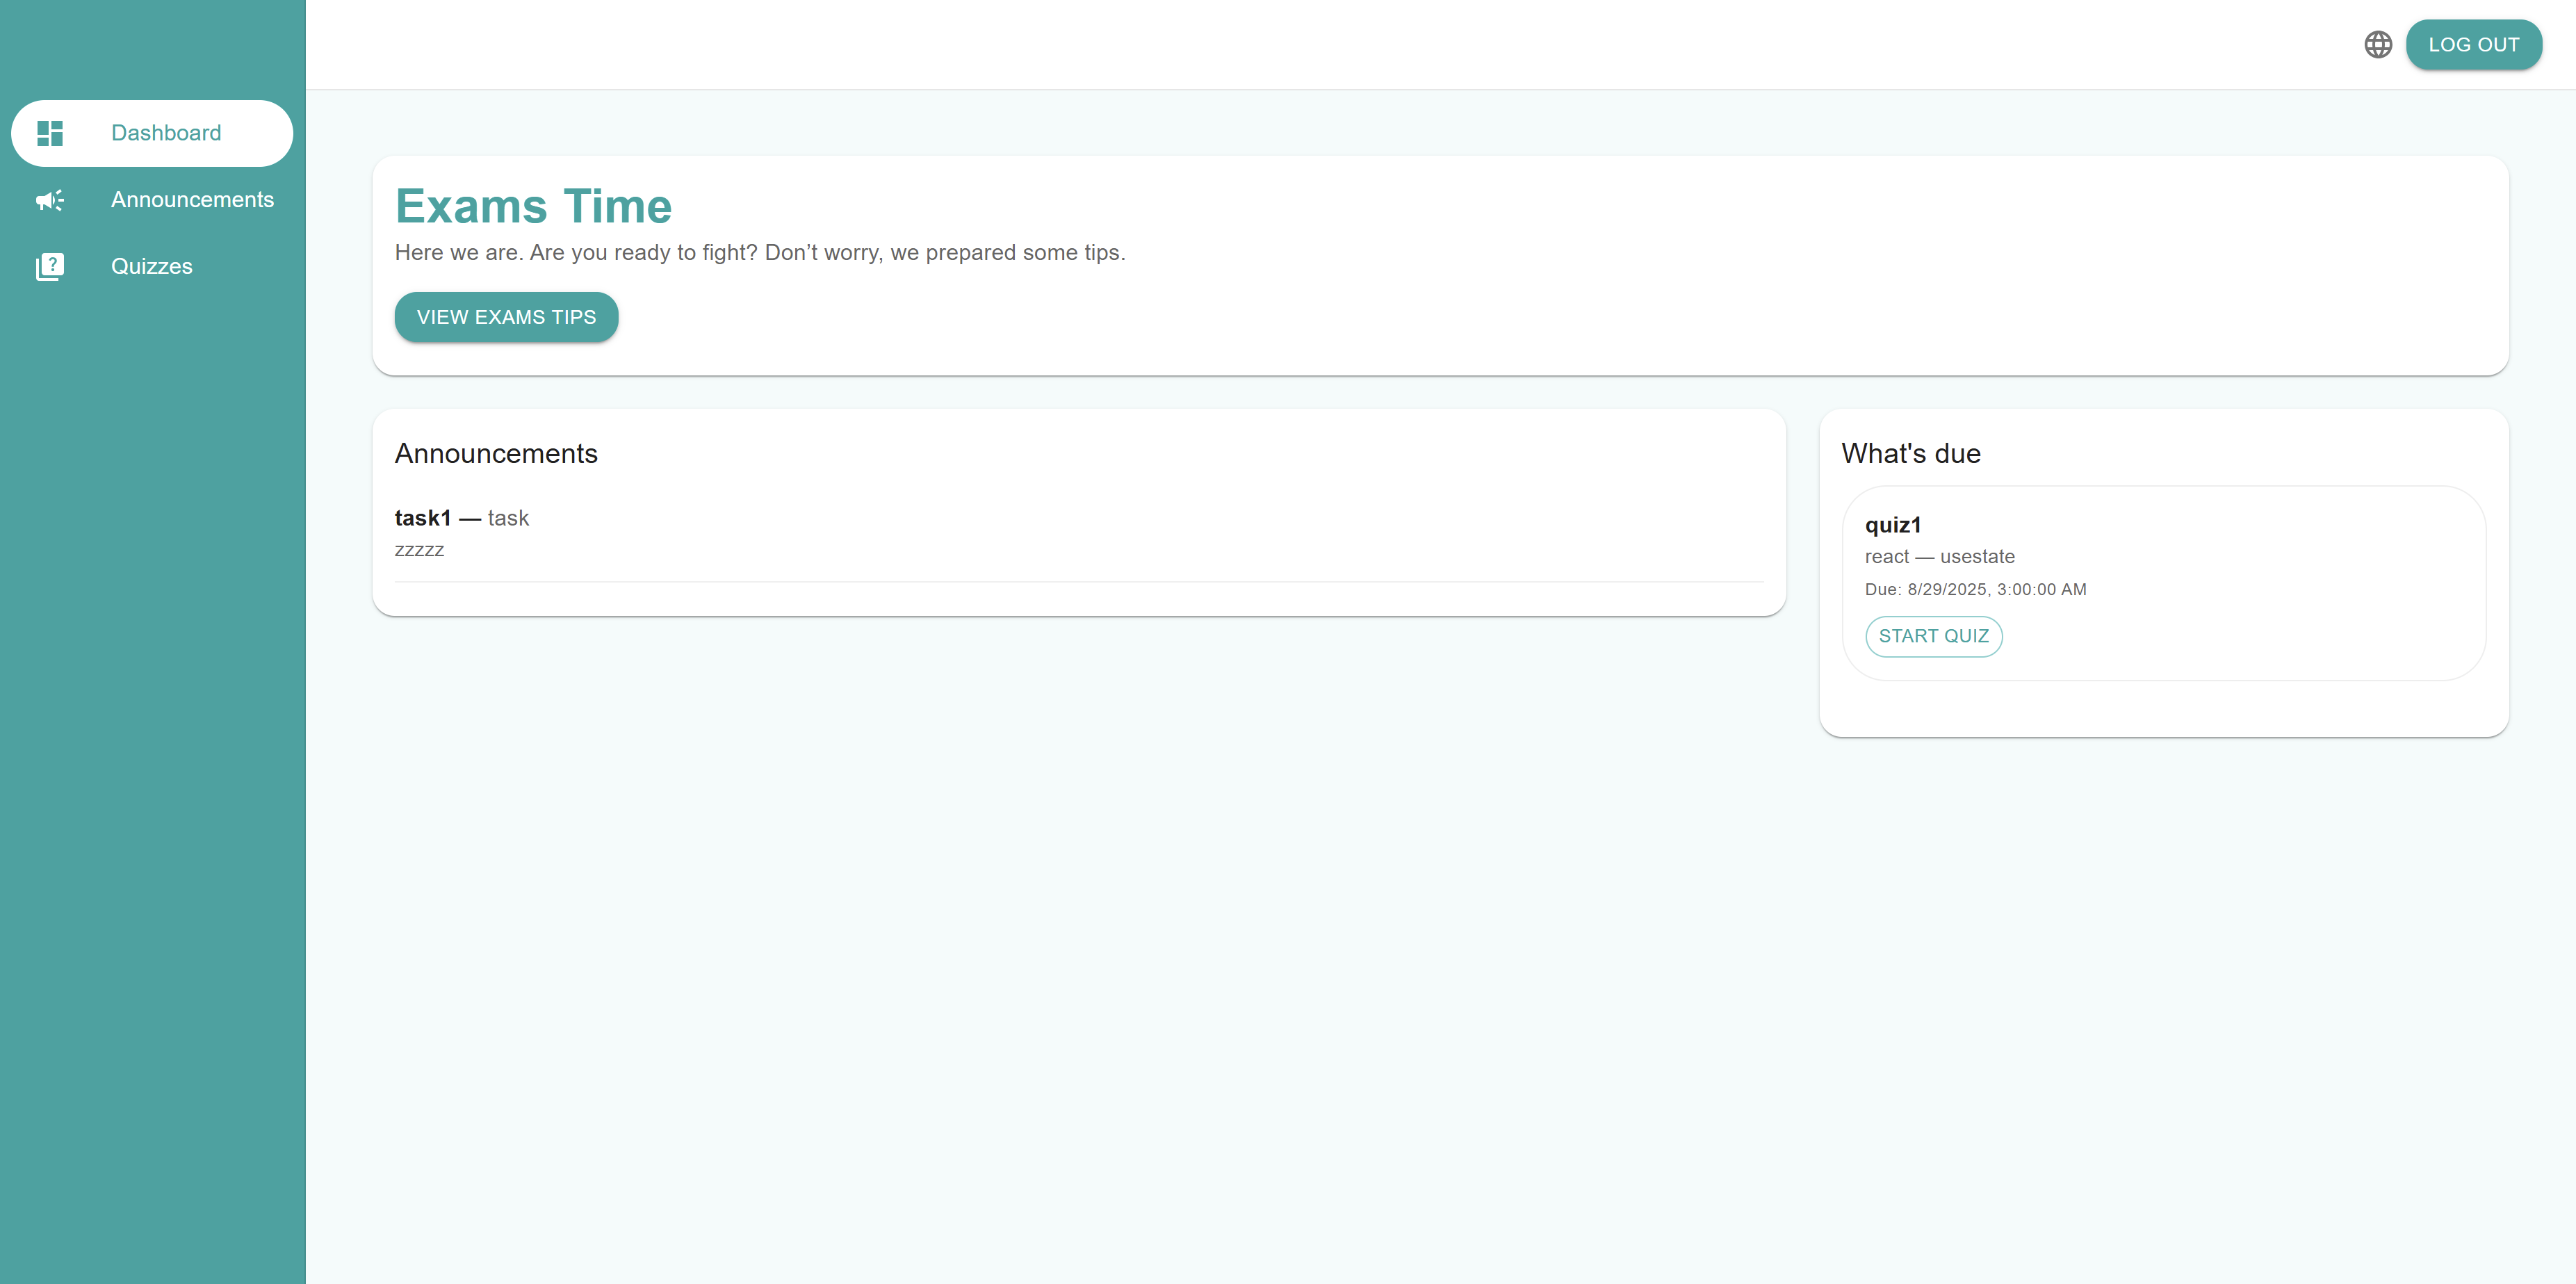 LOG OUT
Dashboard
Announcements
Quizzes
Exams Time
Here we are. Are you ready to fight? Don’t worry, we prepared some tips.
VIEW EXAMS TIPS
Announcements
task1 — task
zzzzz
What's due
quiz1
react — usestate
Due: 8/29/2025, 3:00:00 AM
START QUIZ